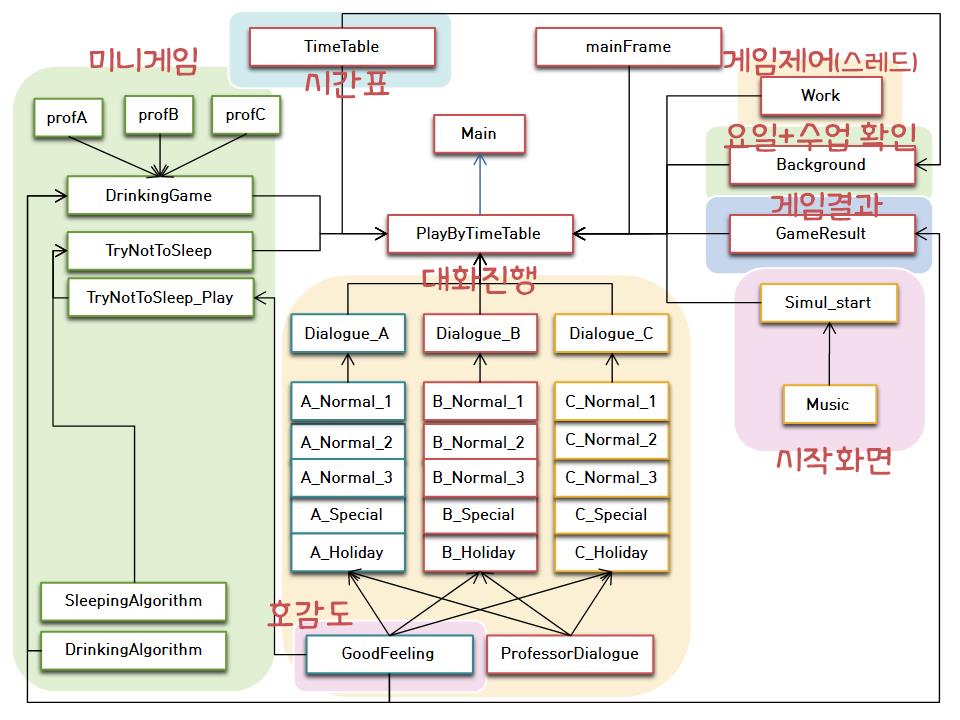 TimeTable
시간표
mainFrame
미니게임
게임제어(스레드)
Work
profA
profB
profC
Main
요일+수업 확인
Background
DrinkingGame
게임결과
GameResult
PlayByTimeTable
TryNotToSleep
대화진행
TryNotToSleep_Play
Simul_start
Dialogue_A
Dialogue_B
Dialogue_C
Music
시작화면
A_Normal_1
A_Normal_2
A_Normal_3
A_Special
A_Holiday
B_Normal_1
B_Normal_2
B_Normal_3
B_Special
B_Holiday
C_Normal_1
C_Normal_2
C_Normal_3
C_Special
C_Holiday
SleepingAlgorithm
DrinkingAlgorithm
호감도
GoodFeeling
ProfessorDialogue